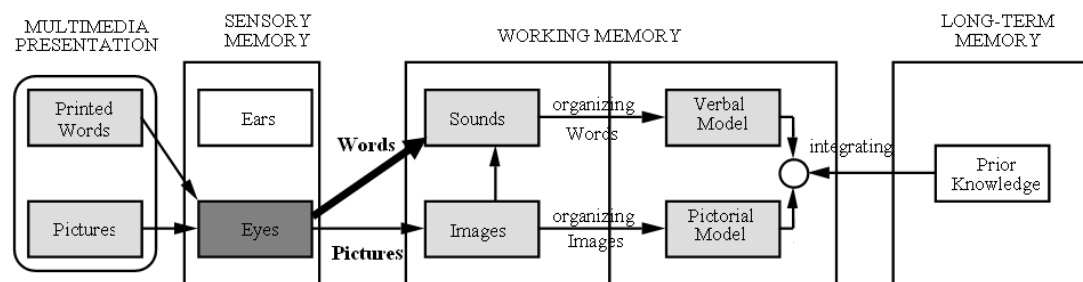 MULTIMEDIA
PRESENTATION
SENSORY
MEMORY
WORKING MEMORY
LONG-TERM
MEMORY
Printed
Words
Ears
Words
Sounds
organizing
Words
Verbal
Model
integrating
Prior
Knowledge
Pictures
Eyes
Pictures
Images
organizing
Images
Pictorial
Model